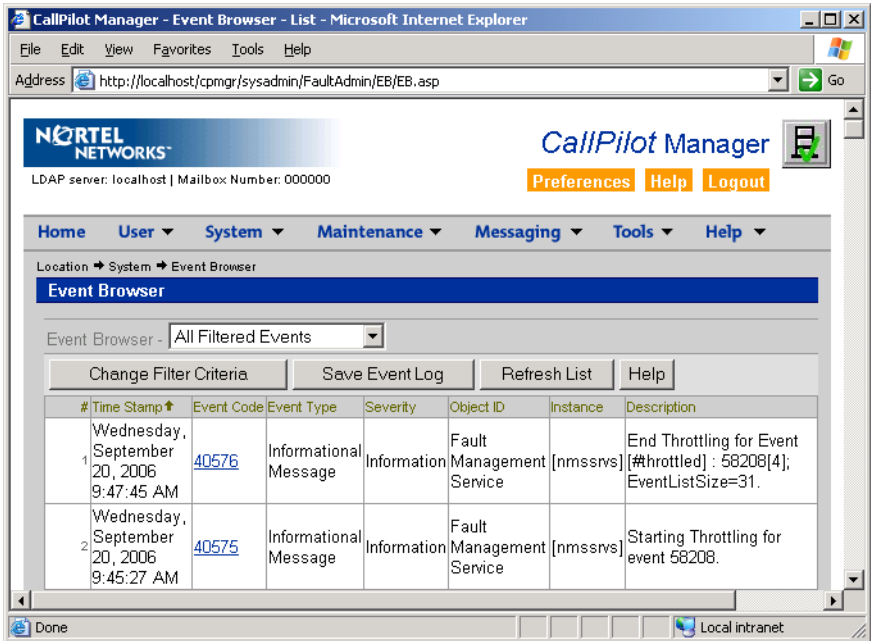 CallPilot Manager - Event Browser - List - Microsoft Internet Explorer
File Edit View Favorites Tools Help
Address http://localhost/cpmgr/sysadmin/FaultAdmin/EB/EB.asp Go
NORTEL
NETWORKS™
CallPilot Manager
LDAP server: localhost | Mailbox Number: 000000
Preferences Help Logout
Home User System Maintenance Messaging Tools Help
Location → System → Event Browser
Event Browser
Event Browser - All Filtered Events
Change Filter Criteria Save Event Log Refresh List Help
# Time Stamp Event Code Event Type Severity Object ID Instance Description
1 Wednesday, September 20, 2006 9:47:45 AM 40576 Informational Message Information Fault Management Service [nmssrvs] End Throttling for Event [#throttled] : 58208[4]; EventListSize=31.
2 Wednesday, September 20, 2006 9:45:27 AM 40575 Informational Message Information Fault Management Service [nmssrvs] Starting Throttling for event 58208.
Done Local intranet